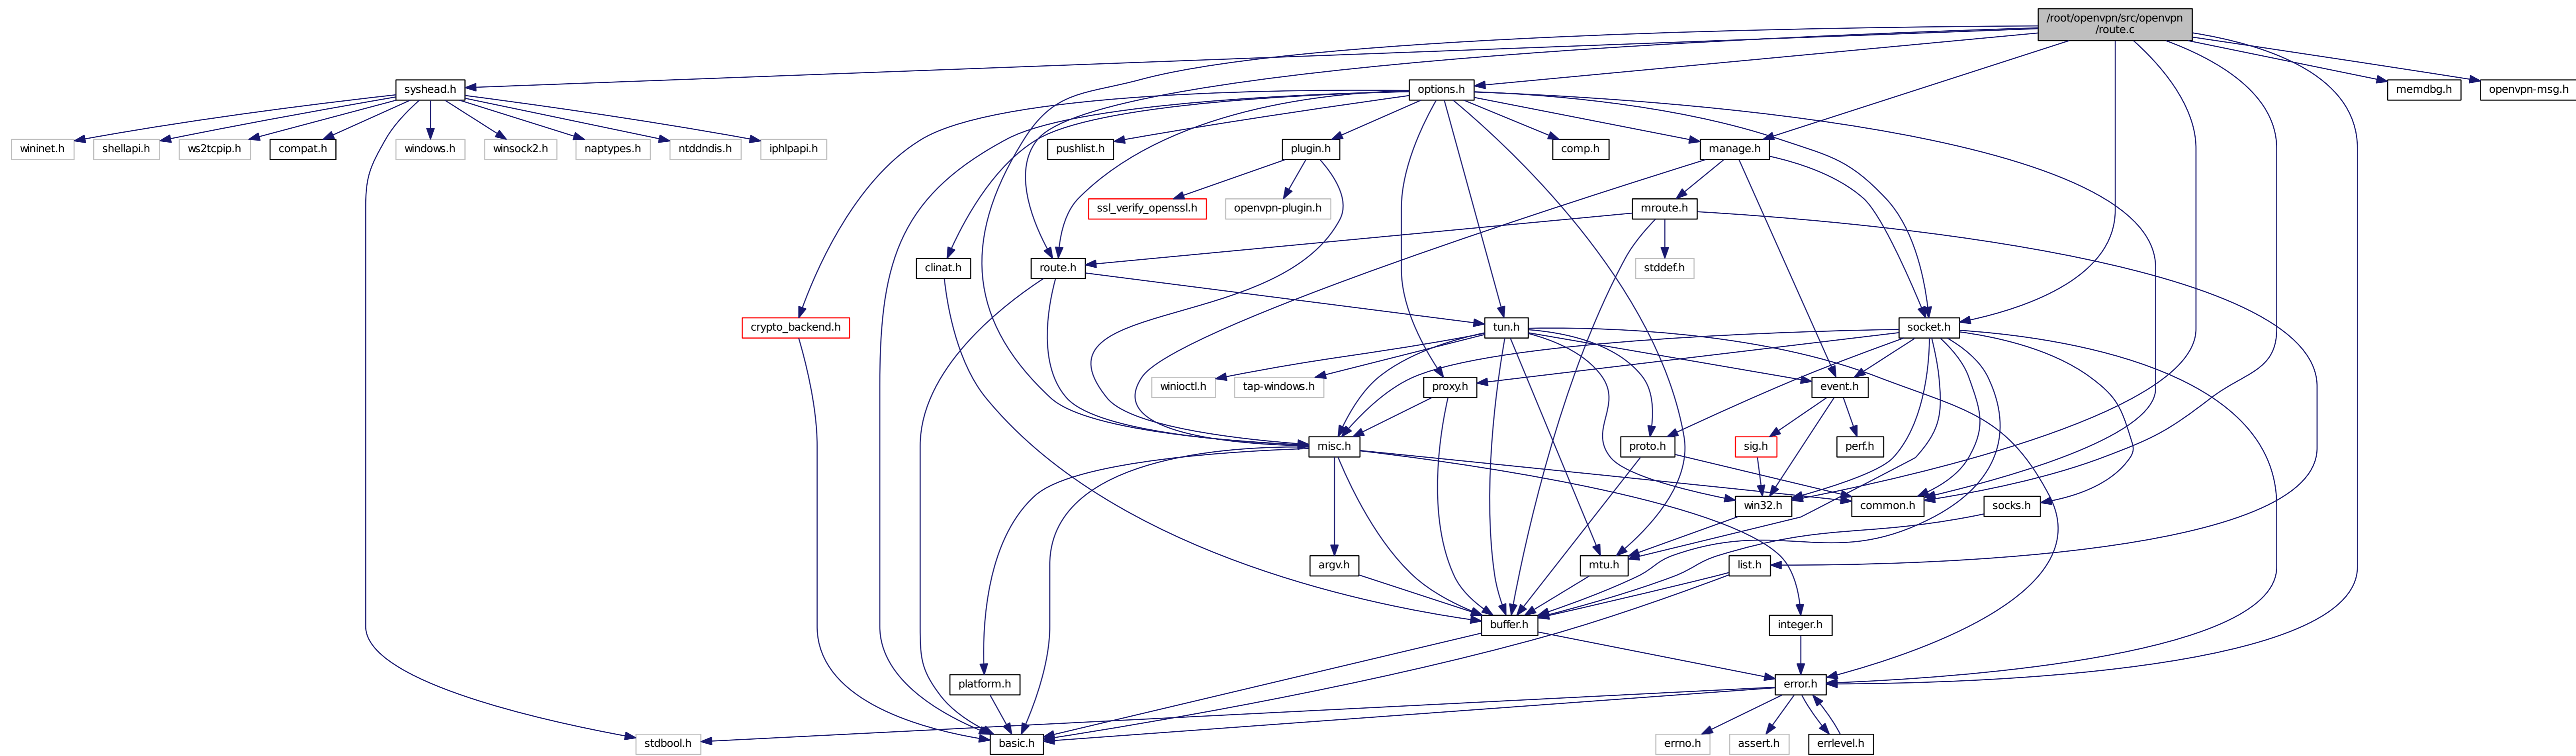 /root/openvpn/src/openvpn
/route.c
syshead.h
options.h
memdbg.h
openvpn-msg.h
wininet.h
shellapi.h
ws2tcpip.h
compat.h
windows.h
winsock2.h
naptypes.h
ntddndis.h
iphlpapi.h
pushlist.h
plugin.h
comp.h
manage.h
ssl_verify_openssl.h
openvpn-plugin.h
mroute.h
clinat.h
route.h
stddef.h
crypto_backend.h
tun.h
socket.h
winioctl.h
tap-windows.h
proxy.h
event.h
misc.h
proto.h
sig.h
perf.h
win32.h
common.h
socks.h
argv.h
mtu.h
list.h
buffer.h
integer.h
platform.h
error.h
stdbool.h
basic.h
errno.h
assert.h
errlevel.h